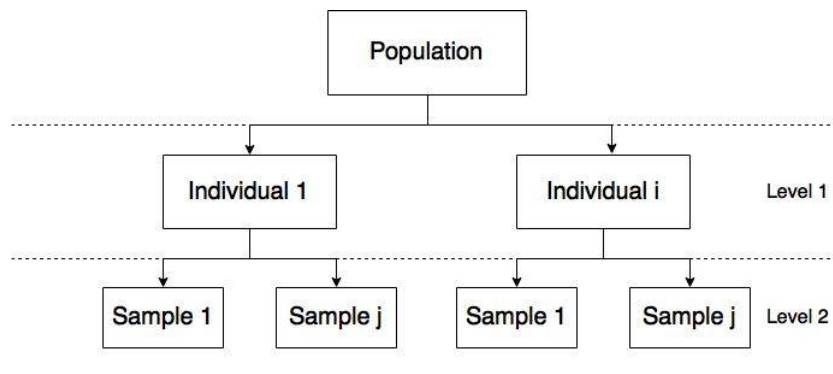 Population
Individual 1
Individual i
Level 1
Sample 1
Sample j
Sample 1
Sample j
Level 2